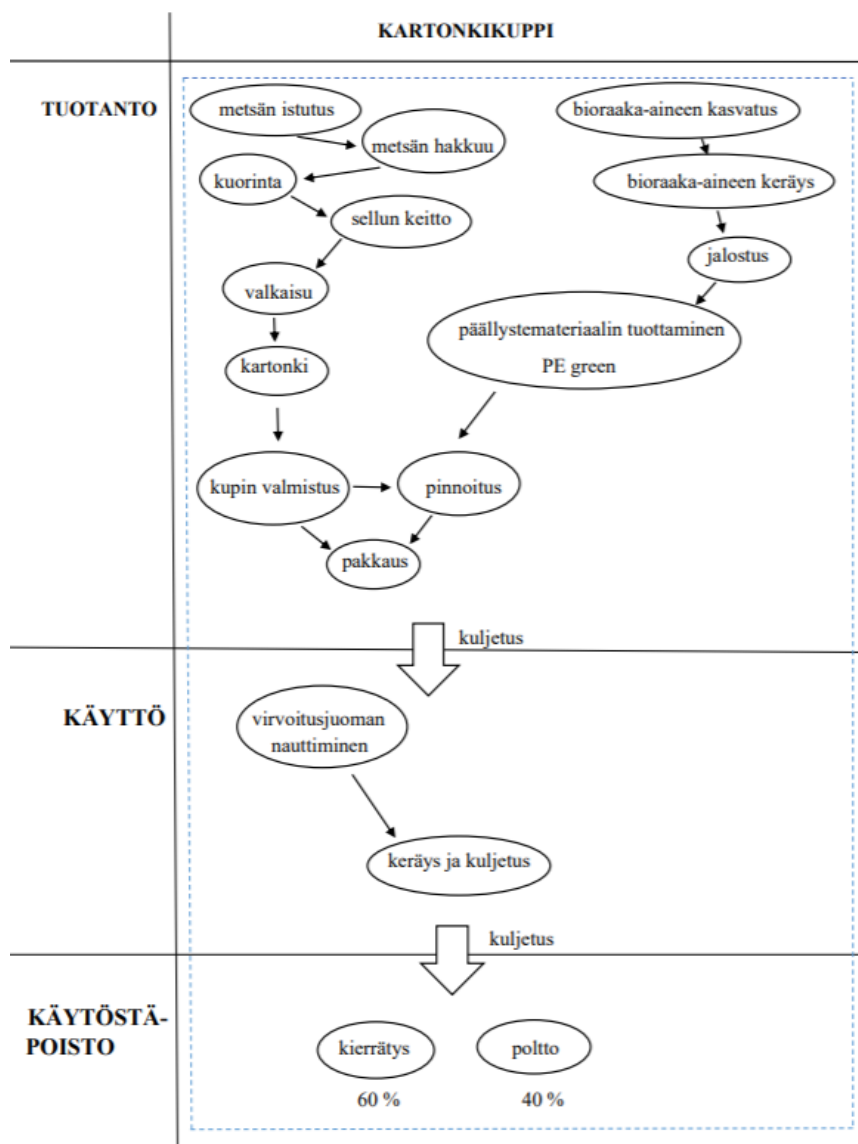 KARTONKIKUPPI
TUOTANTO
metsän istutus
bioraaka-aineen kasvatus
metsän hakkuu
kuorinta
bioraaka-aineen keräys
sellun keitto
jalostus
valkaisu
päällystemateriaalin tuottaminen
PE green
kartonki
kupin valmistus
pinnoitus
pakkaus
kuljetus
KÄYTTÖ
virvoitusjuoman
nauttiminen
keräys ja kuljetus
kuljetus
KÄYTÖSTÄ-
POISTO
kierrätys
poltto
60 %
40 %